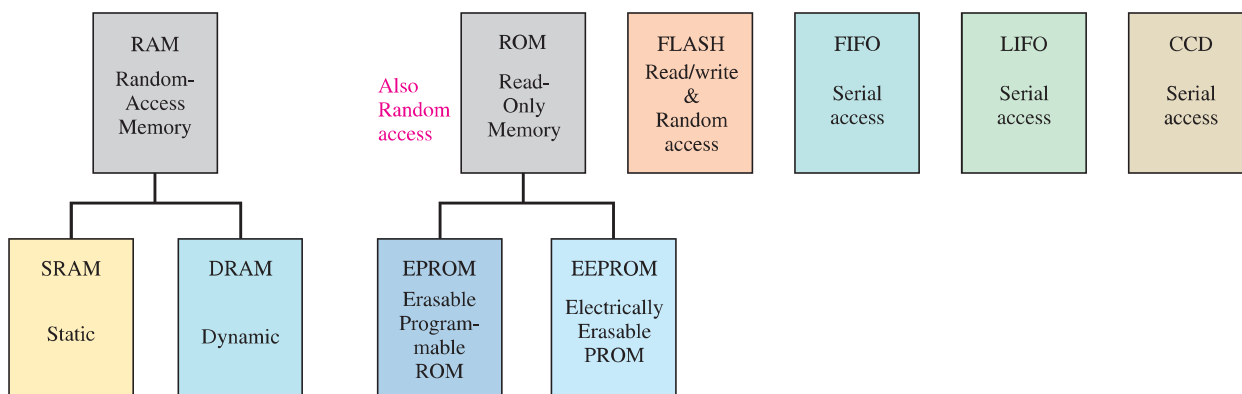 RAM
Random-
Access
Memory
Also
Random
access
ROM
Read-
Only
Memory
FLASH
Read/write
&
Random
access
FIFO
Serial
access
LIFO
Serial
access
CCD
Serial
access
SRAM
Static
DRAM
Dynamic
EPROM
Erasable
Program-
mable
ROM
EEPROM
Electrically
Erasable
PROM